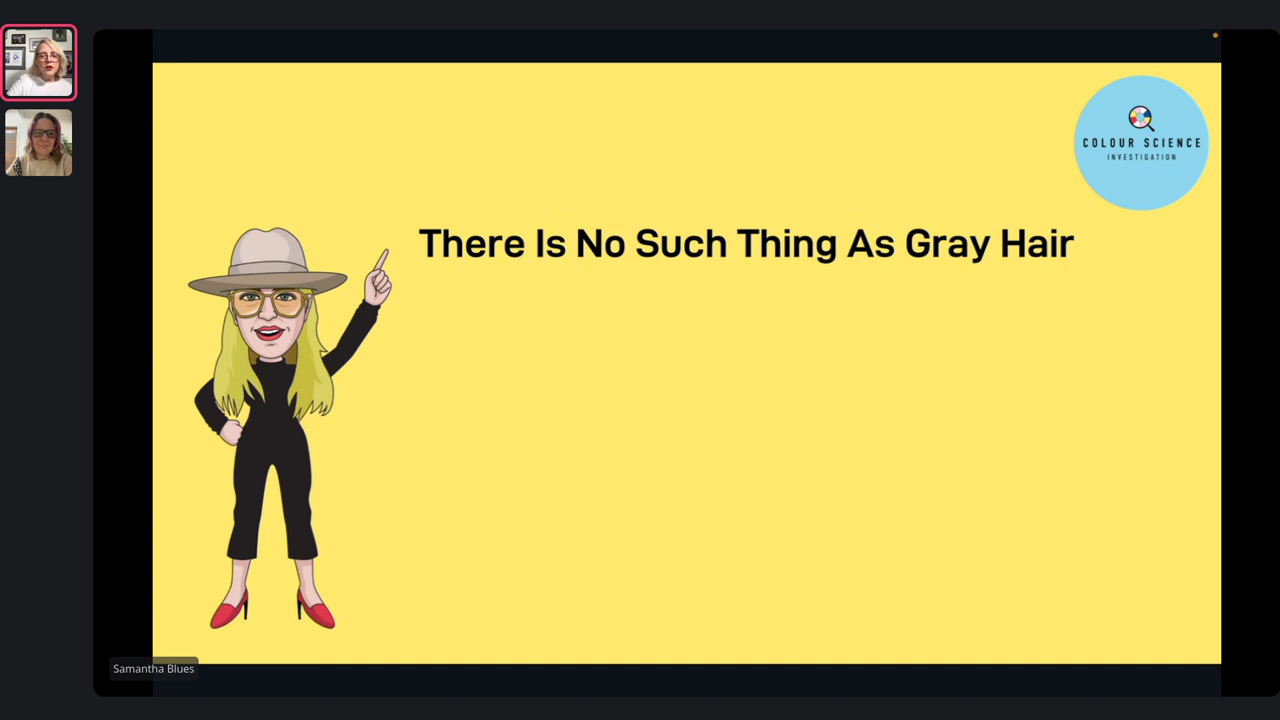 COLOUR SCIENCE
INVESTIGATION
There Is No Such Thing As Gray Hair
Samantha Blues